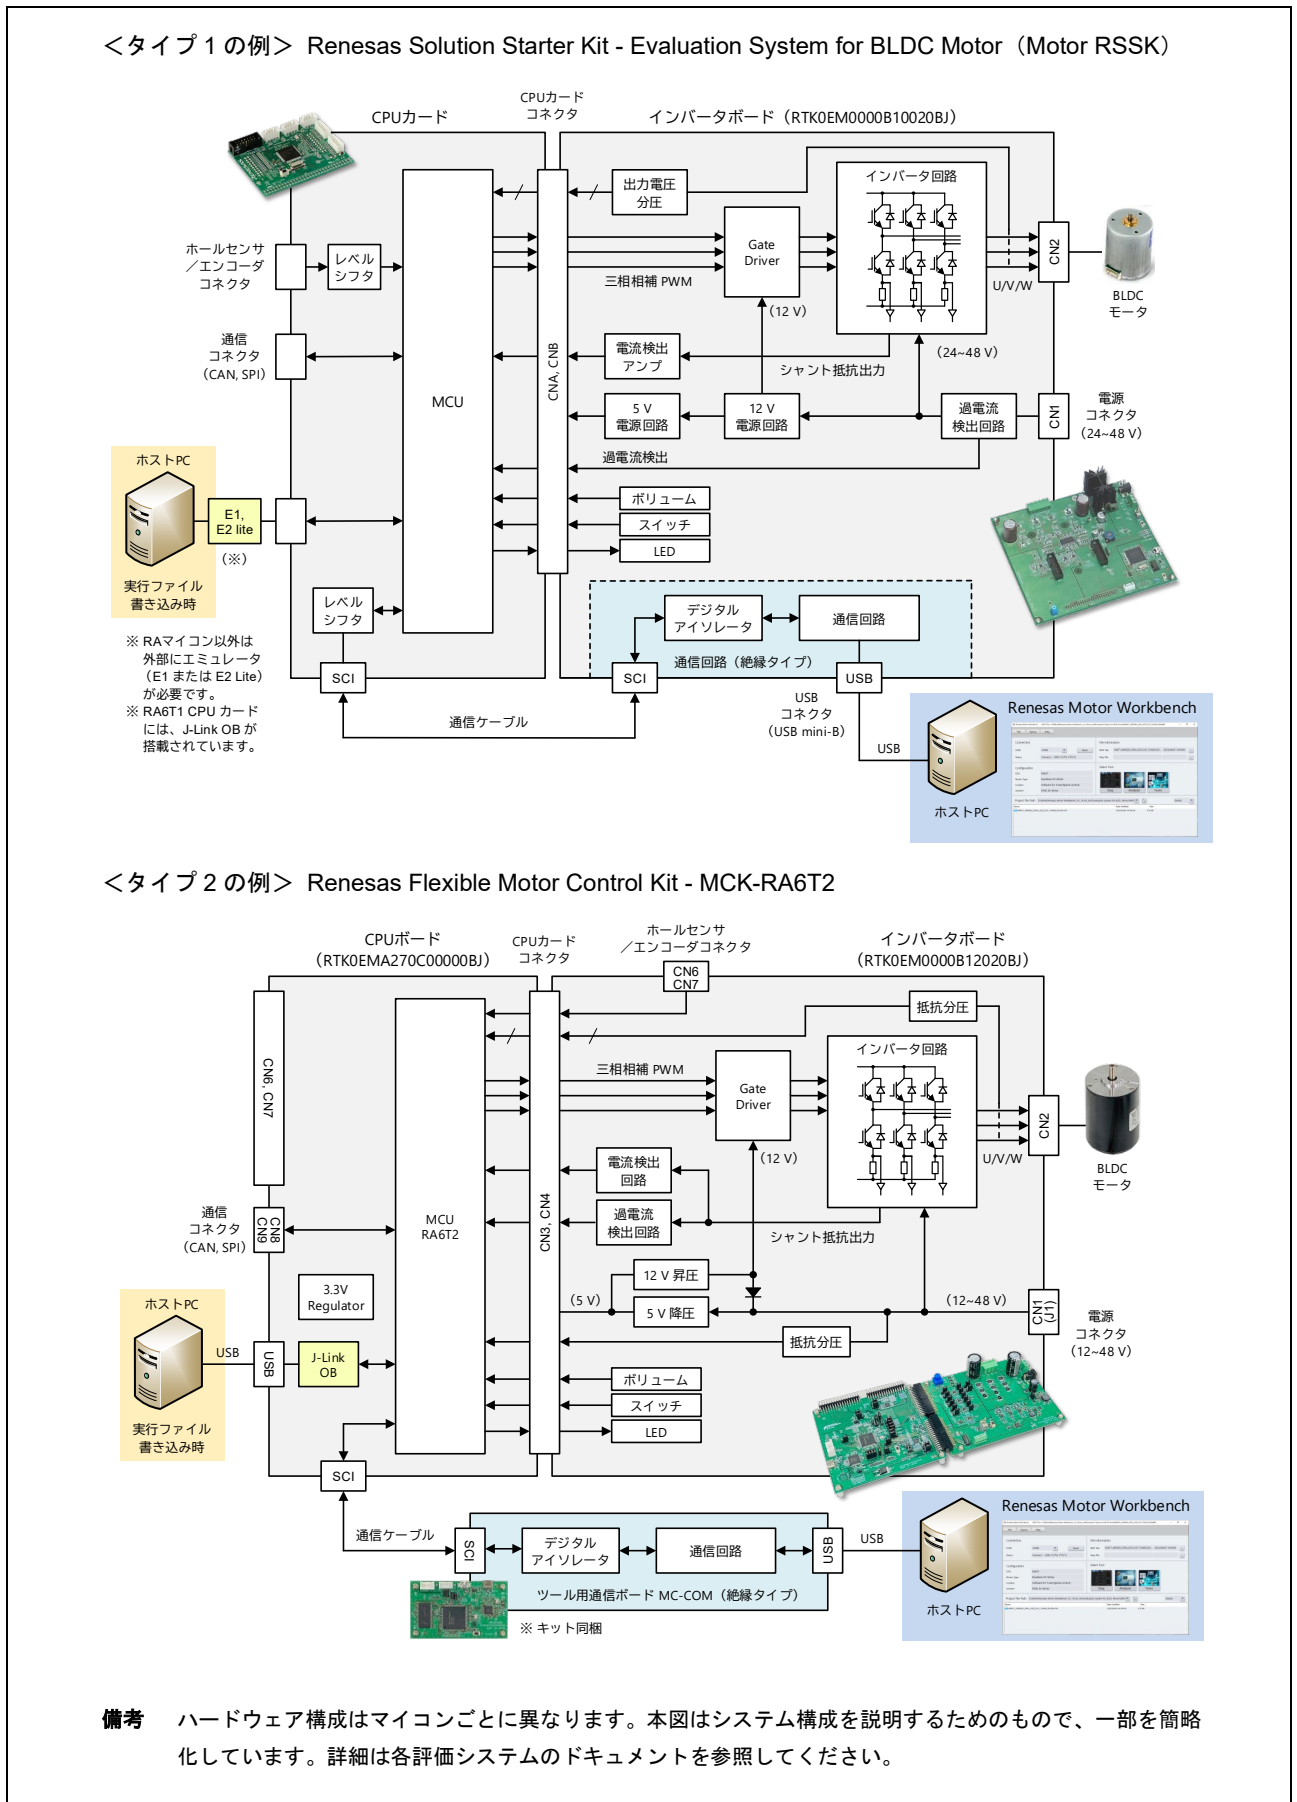 ＜タイプ 1 の例＞ Renesas Solution Starter Kit - Evaluation System for BLDC Motor（Motor RSSK）
CPUカード
CPUカード
コネクタ
インバータボード（RTK0EM0000B10020BJ）
出力電圧
分圧
インバータ回路
ホールセンサ
／エンコーダ
コネクタ
レベル
シフタ
Gate
Driver
三相相補 PWM
CN2
U/V/W
BLDC
モータ
（12 V）
通信
コネクタ
（CAN, SPI）
MCU
CNA, CNB
電流検出
アンプ
シャント抵抗出力
（24~48 V）
5 V
電源回路
12 V
電源回路
過電流
検出回路
CN1
電源
コネクタ
（24~48 V）
過電流検出
ホストPC
E1,
E2 lite
（※）
実行ファイル
書き込み時
ボリューム
スイッチ
LED
レベル
シフタ
デジタル
アイソレータ
通信回路
通信回路（絶縁タイプ）
SCI
SCI
USB
※ RAマイコン以外は
外部にエミュレータ
（E1 または E2 Lite）
が必要です。
※ RA6T1 CPU カード
には、J-Link OB が
搭載されています。
通信ケーブル
USB
コネクタ
（USB mini-B）
USB
Renesas Motor Workbench
ホストPC
＜タイプ 2 の例＞ Renesas Flexible Motor Control Kit - MCK-RA6T2
CPUボード
（RTK0EMA270C00000BJ）
CPUカード
コネクタ
ホールセンサ
／エンコーダコネクタ
インバータボード
（RTK0EM0000B12020BJ）
CN6
CN7
抵抗分圧
インバータ回路
CN6, CN7
三相相補 PWM
Gate
Driver
CN2
U/V/W
BLDC
モータ
（12 V）
電流検出
回路
過電流
検出回路
シャント抵抗出力
通信
コネクタ
（CAN, SPI）
CN8
CN9
MCU
RA6T2
CN3, CN4
3.3V
Regulator
（5 V）
12 V 昇圧
5 V 降圧
（12~48 V）
CN1
(J1)
電源
コネクタ
（12~48 V）
抵抗分圧
ホストPC
USB
USB
J-Link
OB
実行ファイル
書き込み時
ボリューム
スイッチ
LED
SCI
通信ケーブル
SCI
デジタル
アイソレータ
通信回路
USB
USB
ツール用通信ボード MC-COM（絶縁タイプ）
※ キット同梱
Renesas Motor Workbench
ホストPC
備考 ハードウェア構成はマイコンごとに異なります。本図はシステム構成を説明するためのもので、一部を簡略
化しています。詳細は各評価システムのドキュメントを参照してください。